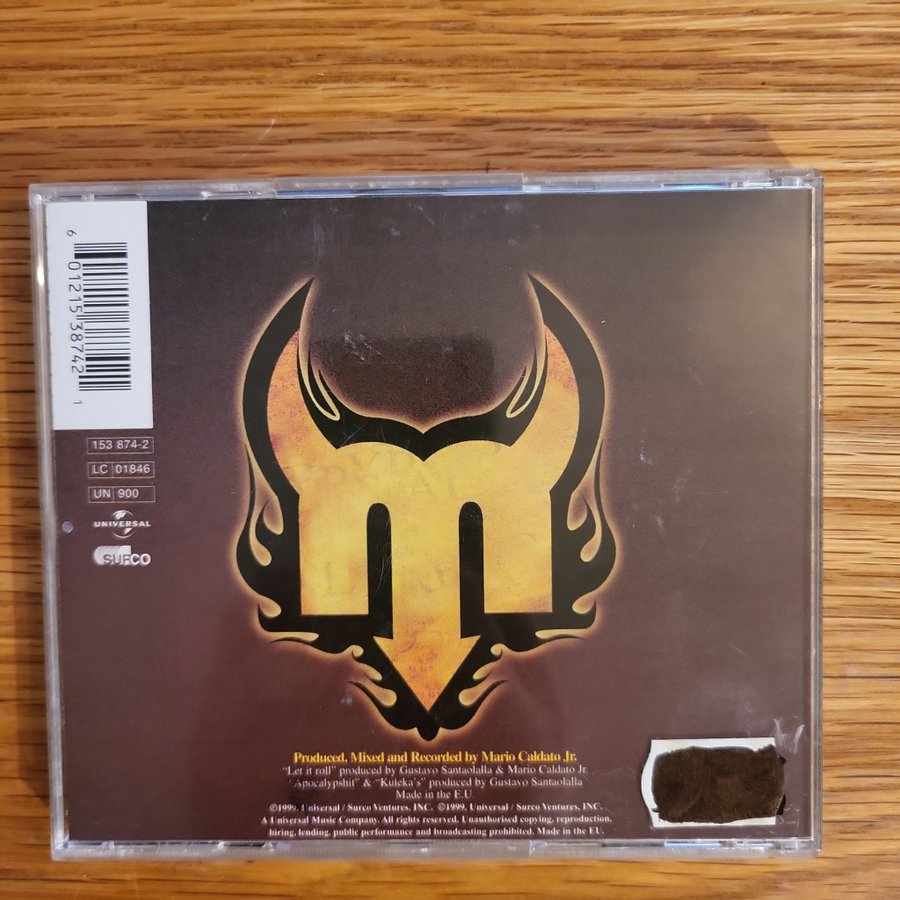 6 01215 38742 1
153 874-2
LC 01846
UN 900
UNIVERSAL
SURCO
m
Produced, Mixed and Recorded by Mario Caldato Jr.
"Let it roll" produced by Gustavo Santaolalla & Mario Caldato Jr.
"Apocalypshit" & "Kuleka's" produced by Gustavo Santaolalla
Made in the E.U.
℗1999, Universal / Surco Ventures, INC. ©1999, Universal / Surco Ventures, INC.
A Universal Music Company. All rights reserved. Unauthorised copying, reproduction,
hiring, lending, public performance and broadcasting prohibited. Made in the EU.